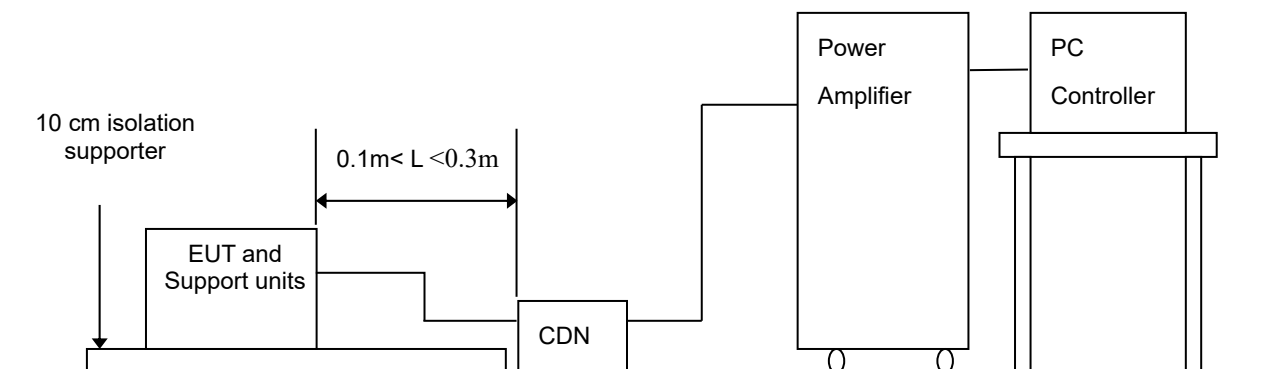 Power
Amplifier
PC
Controller
10 cm isolation
supporter
0.1m< L <0.3m
EUT and
Support units
CDN